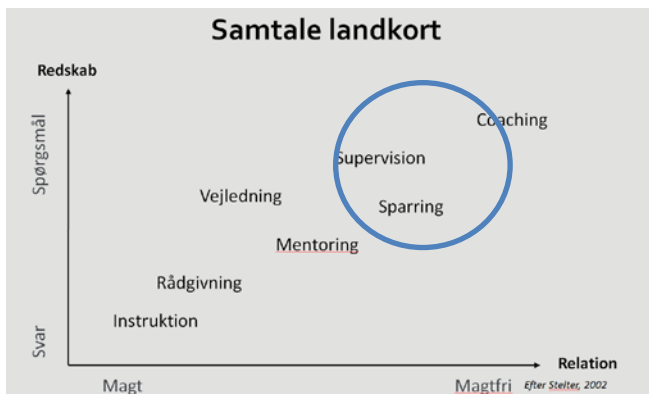 Samtale landkort
Redskab
Spørgsmål
Coaching
Supervision
Vejledning
Sparring
Mentoring
Rådgivning
Instruktion
Svar
Relation
Magt
Magtfri
Efter Stelter, 2002